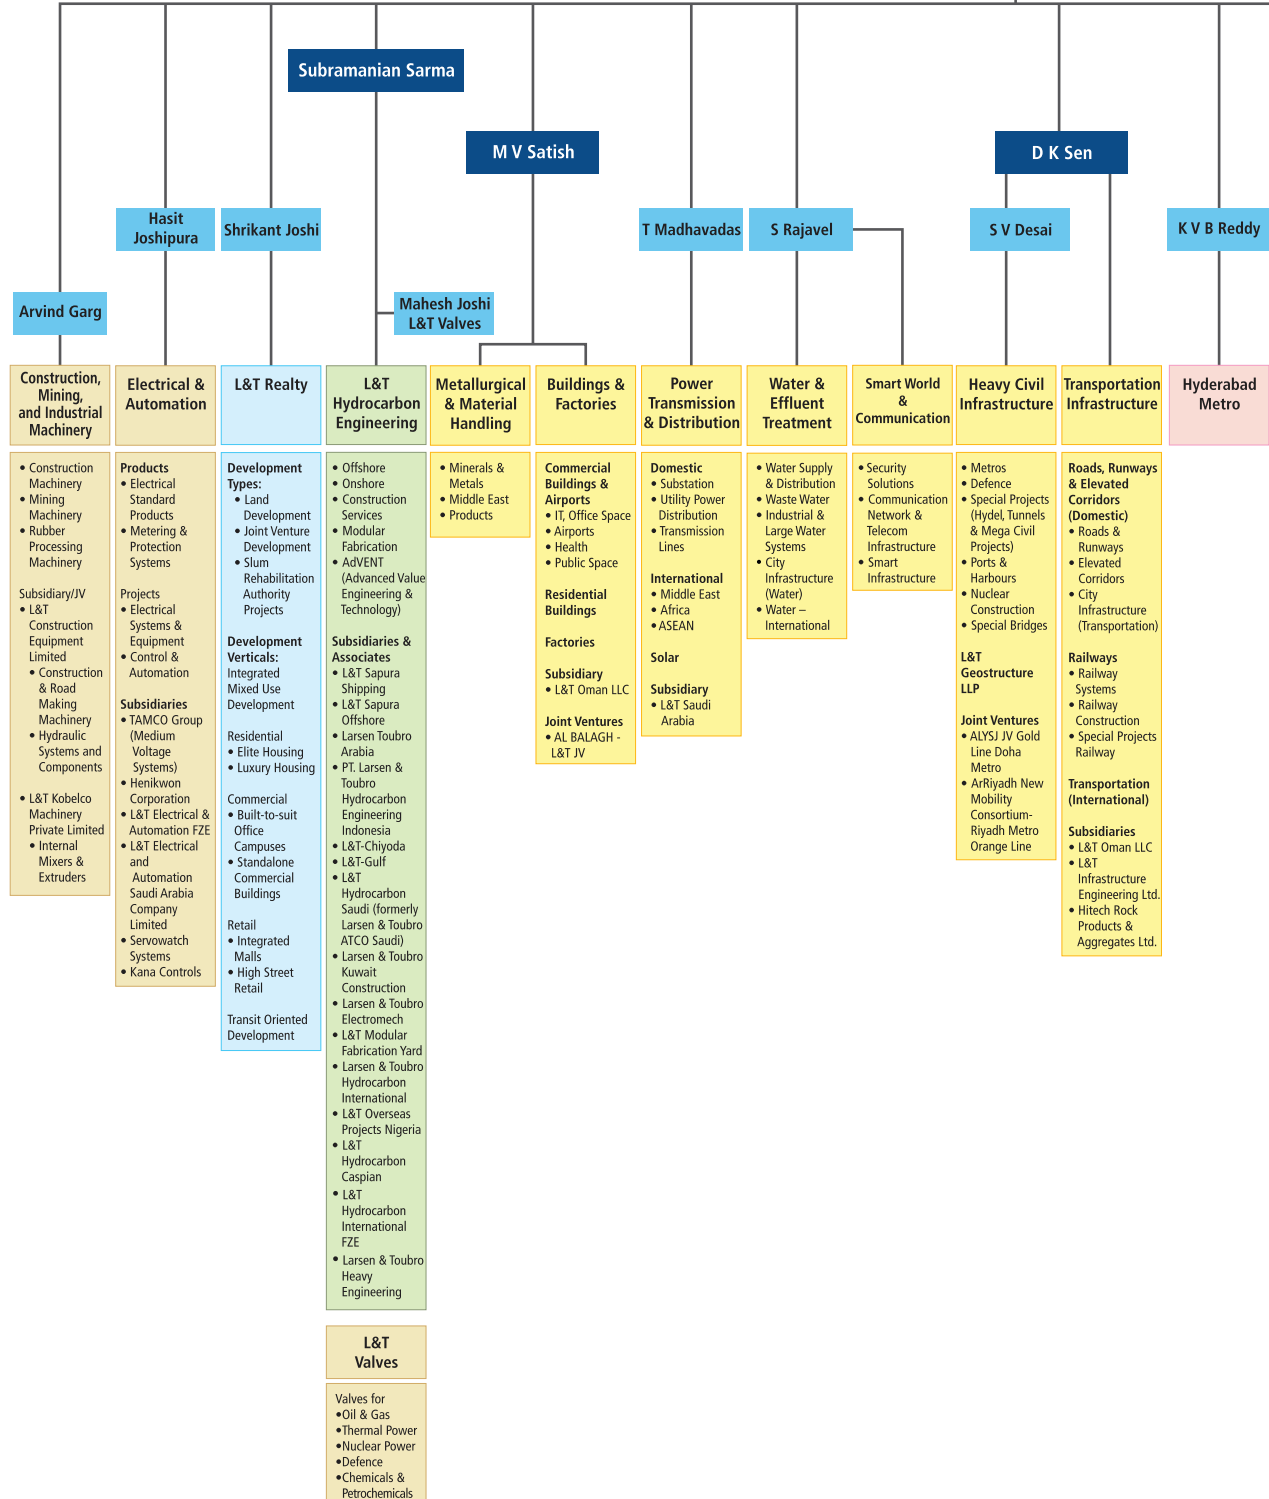 Subramanian Sarma
M V Satish
D K Sen
Hasit
Joshipura
Shrikant Joshi
T Madhavadas
S Rajavel
S V Desai
K V B Reddy
Arvind Garg
Mahesh Joshi
L&T Valves
Construction,
Mining,
and Industrial
Machinery
• Construction
Machinery
• Mining
Machinery
• Rubber
Processing
Machinery
Subsidiary/JV
• L&T
Construction
Equipment
Limited
• Construction
& Road
Making
Machinery
• Hydraulic
Systems and
Components
• L&T Kobelco
Machinery
Private Limited
• Internal
Mixers &
Extruders
Electrical &
Automation
Products
• Electrical
Standard
Products
• Metering &
Protection
Systems
Projects
• Electrical
Systems &
Equipment
• Control &
Automation
Subsidiaries
• TAMCO Group
(Medium
Voltage
Systems)
• Henikwon
Corporation
• L&T Electrical &
Automation FZE
• L&T Electrical
and
Automation
Saudi Arabia
Company
Limited
• Servowatch
Systems
• Kana Controls
L&T Realty
Development
Types:
• Land
Development
• Joint Venture
Development
• Slum
Rehabilitation
Authority
Projects
Development
Verticals:
Integrated
Mixed Use
Development
Residential
• Elite Housing
• Luxury Housing
Commercial
• Built-to-suit
Office
Campuses
• Standalone
Commercial
Buildings
Retail
• Integrated
Malls
• High Street
Retail
Transit Oriented
Development
L&T
Hydrocarbon
Engineering
• Offshore
• Onshore
• Construction
Services
• Modular
Fabrication
• AdVENT
(Advanced Value
Engineering &
Technology)
Subsidiaries &
Associates
• L&T Sapura
Shipping
• L&T Sapura
Offshore
• Larsen Toubro
Arabia
• PT. Larsen &
Toubro
Hydrocarbon
Engineering
Indonesia
• L&T-Chiyoda
• L&T-Gulf
• L&T
Hydrocarbon
Saudi (formerly
Larsen & Toubro
ATCO Saudi)
• Larsen & Toubro
Kuwait
Construction
• Larsen & Toubro
Electromech
• L&T Modular
Fabrication Yard
• Larsen & Toubro
Hydrocarbon
International
• L&T Overseas
Projects Nigeria
• L&T
Hydrocarbon
Caspian
• L&T
Hydrocarbon
International
FZE
• Larsen & Toubro
Heavy
Engineering
L&T
Valves
Valves for
•Oil & Gas
•Thermal Power
•Nuclear Power
•Defence
•Chemicals &
Petrochemicals
Metallurgical
& Material
Handling
• Minerals &
Metals
• Middle East
• Products
Buildings &
Factories
Commercial
Buildings &
Airports
• IT, Office Space
• Airports
• Health
• Public Space
Residential
Buildings
Factories
Subsidiary
• L&T Oman LLC
Joint Ventures
• AL BALAGH -
L&T JV
Power
Transmission
& Distribution
Domestic
• Substation
• Utility Power
Distribution
• Transmission
Lines
International
• Middle East
• Africa
• ASEAN
Solar
Subsidiary
• L&T Saudi
Arabia
Water &
Effluent
Treatment
• Water Supply
& Distribution
• Waste Water
• Industrial &
Large Water
Systems
• City
Infrastructure
(Water)
• Water –
International
Smart World
&
Communication
• Security
Solutions
• Communication
Network &
Telecom
Infrastructure
• Smart
Infrastructure
Heavy Civil
Infrastructure
• Metros
• Defence
• Special Projects
(Hydel, Tunnels
& Mega Civil
Projects)
• Ports &
Harbours
• Nuclear
Construction
• Special Bridges
L&T
Geostructure
LLP
Joint Ventures
• ALYSJ JV Gold
Line Doha
Metro
• ArRiyadh New
Mobility
Consortium-
Riyadh Metro
Orange Line
Transportation
Infrastructure
Roads, Runways
& Elevated
Corridors
(Domestic)
• Roads &
Runways
• Elevated
Corridors
• City
Infrastructure
(Transportation)
Railways
• Railway
Systems
• Railway
Construction
• Special Projects
Railway
Transportation
(International)
Subsidiaries
• L&T Oman LLC
• L&T
Infrastructure
Engineering Ltd.
• Hitech Rock
Products &
Aggregates Ltd.
Hyderabad
Metro